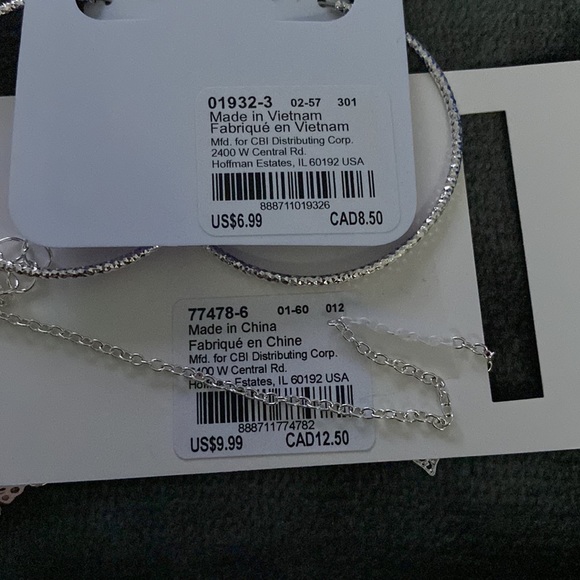 01932-3 02-57 301
Made in Vietnam
Fabriqué en Vietnam
Mfd. for CBI Distributing Corp.
2400 W Central Rd.
Hoffman Estates, IL 60192 USA
888711019326
US$6.99 CAD8.50
77478-6 01-60 012
Made in China
Fabriqué en Chine
Mfd. for CBI Distributing Corp.
W Central Rd.
Estates, IL 60192 USA
888711774782
US$9.99 CAD12.50